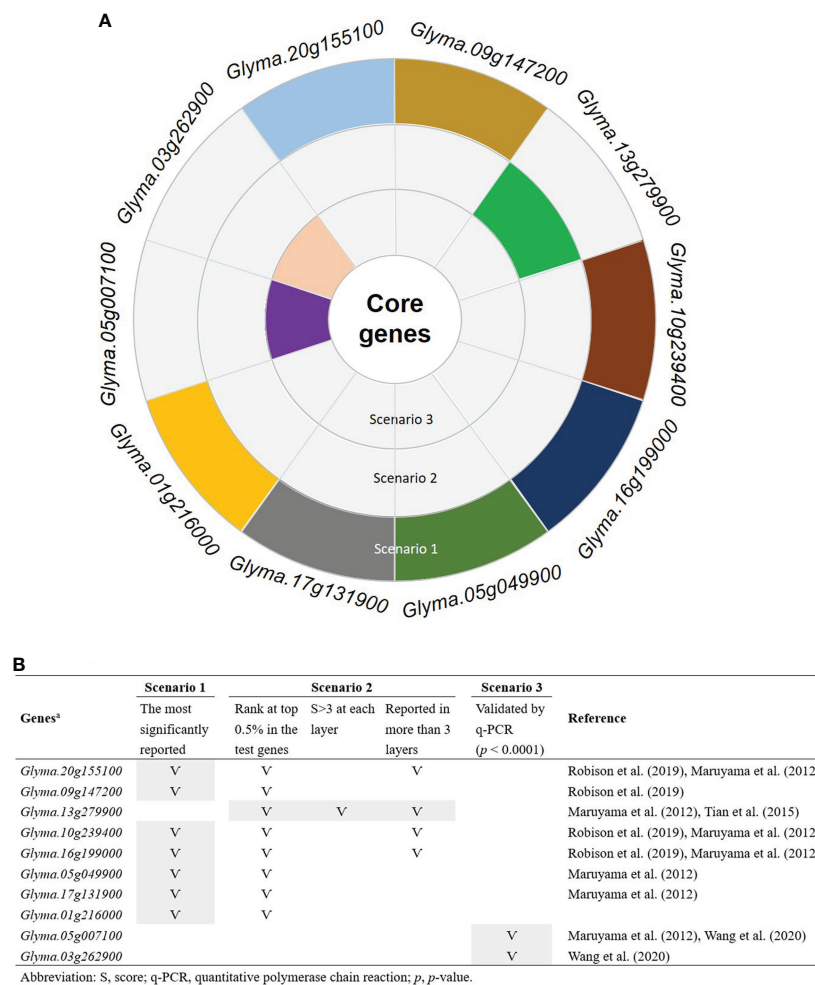 A
Glyma.20g155100
Glyma.09g147200
Glyma.13g279900
Glyma.10g239400
Glyma.16g199000
Glyma.05g049900
Glyma.17g131900
Glyma.01g216000
Glyma.05g007100
Glyma.03g262900
Core
genes
Scenario 3
Scenario 2
Scenario 1
B
Scenario 1 Scenario 2 Scenario 3
Genesa The most significantly reported Rank at top 0.5% in the test genes S>3 at each layer Reported in more than 3 layers Validated by q-PCR (p < 0.0001) Reference
Glyma.20g155100 V V V Robison et al. (2019), Maruyama et al. (2012
Glyma.09g147200 V V Robison et al. (2019)
Glyma.13g279900 V V V Maruyama et al. (2012), Tian et al. (2015)
Glyma.10g239400 V V V Robison et al. (2019), Maruyama et al. (2012
Glyma.16g199000 V V V Robison et al. (2019), Maruyama et al. (2012
Glyma.05g049900 V V Maruyama et al. (2012)
Glyma.17g131900 V V Maruyama et al. (2012)
Glyma.01g216000 V V
Glyma.05g007100 V Maruyama et al. (2012), Wang et al. (2020)
Glyma.03g262900 V Wang et al. (2020)
Abbreviation: S, score; q-PCR, quantitative polymerase chain reaction; p, p-value.